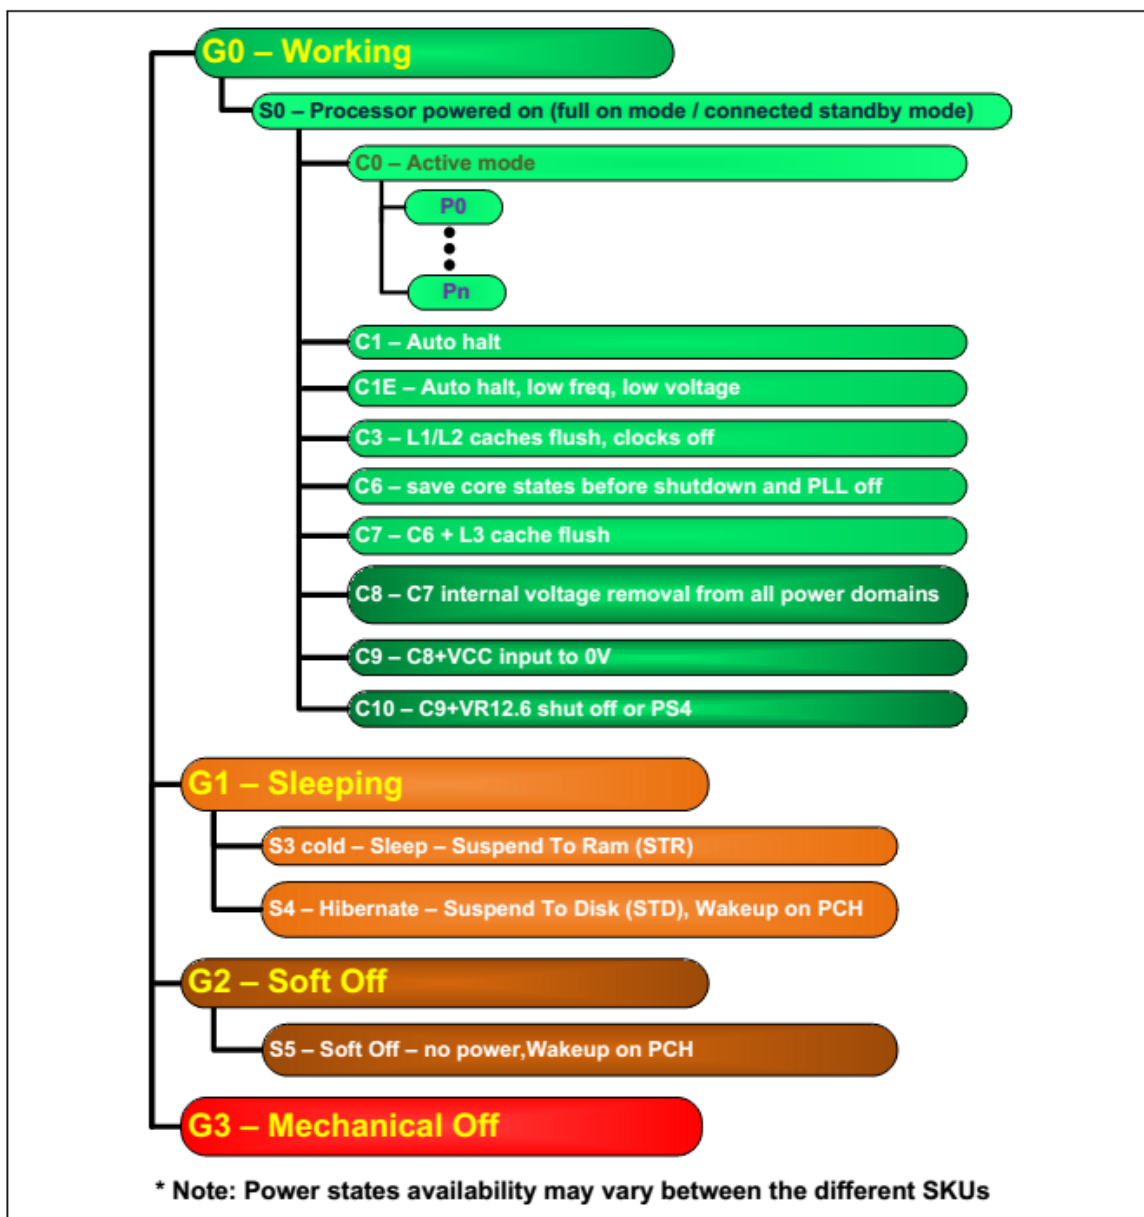 G0 – Working
S0 – Processor powered on (full on mode / connected standby mode)
C0 – Active mode
P0
Pn
C1 – Auto halt
C1E – Auto halt, low freq, low voltage
C3 – L1/L2 caches flush, clocks off
C6 – save core states before shutdown and PLL off
C7 – C6 + L3 cache flush
C8 – C7 internal voltage removal from all power domains
C9 – C8+VCC input to 0V
C10 – C9+VR12.6 shut off or PS4
G1 – Sleeping
S3 cold – Sleep – Suspend To Ram (STR)
S4 – Hibernate – Suspend To Disk (STD), Wakeup on PCH
G2 – Soft Off
S5 – Soft Off – no power,Wakeup on PCH
G3 – Mechanical Off
* Note: Power states availability may vary between the different SKUs